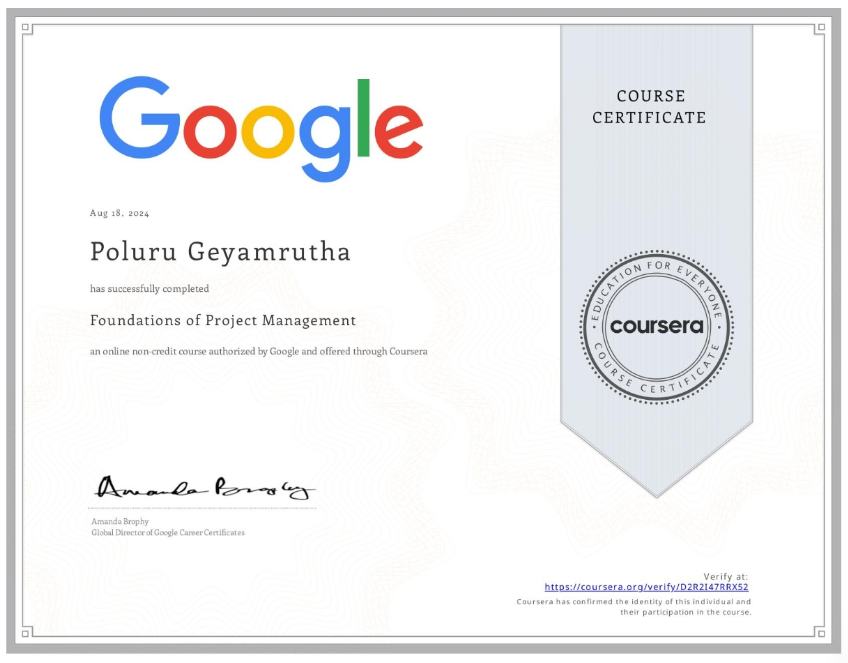 Google
COURSE
CERTIFICATE
Aug 18, 2024
Poluru Geyamrutha
has successfully completed
Foundations of Project Management
an online non-credit course authorized by Google and offered through Coursera
EDUCATION FOR EVERYONE
coursera
COURSE CERTIFICATE
Amanda Brophy
Amanda Brophy
Global Director of Google Career Certificates
Verify at:
https://coursera.org/verify/D2R2I47RRX52
Coursera has confirmed the identity of this individual and
their participation in the course.